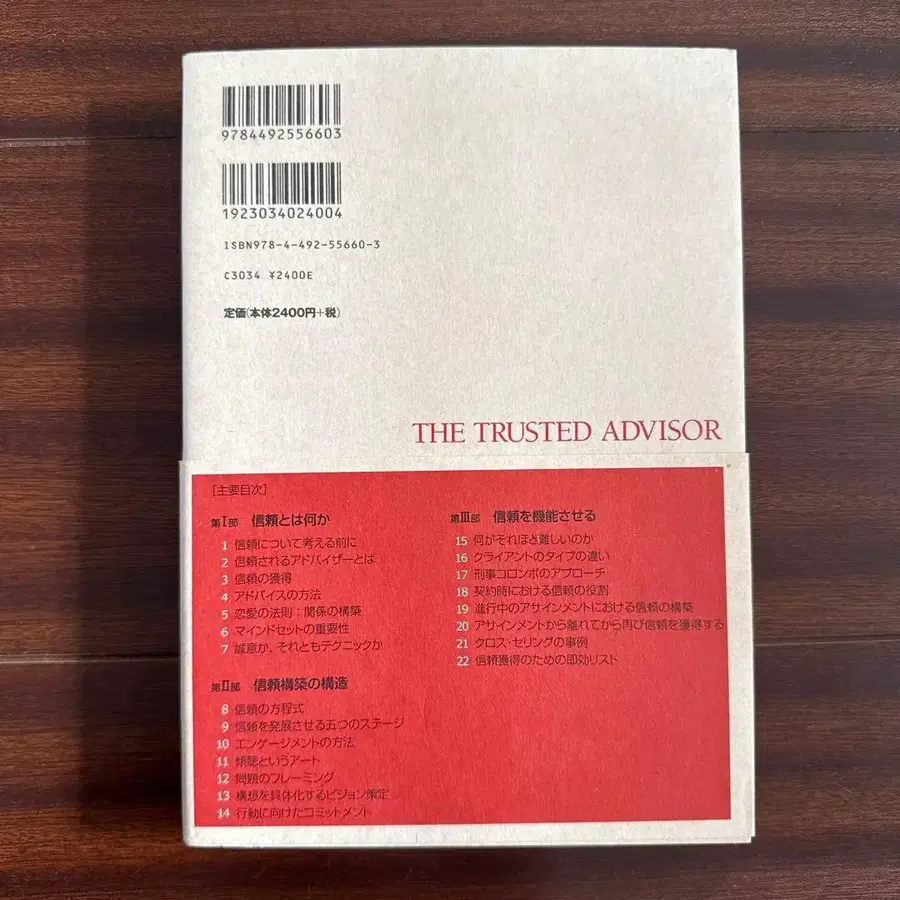 9784492556603
1923034024004
ISBN978-4-492-55660-3
C3034 ¥2400E
定価(本体2400円+税)
THE TRUSTED ADVISOR
[主要目次]
第Ⅰ部 信頼とは何か
1 信頼について考える前に
2 信頼されるアドバイザーとは
3 信頼の獲得
4 アドバイスの方法
5 恋愛の法則:関係の構築
6 マインドセットの重要性
7 誠意か、それともテクニックか
第Ⅱ部 信頼構築の構造
8 信頼の方程式
9 信頼を発展させる五つのステージ
10 エンゲージメントの方法
11 傾聴というアート
12 問題のフレーミング
13 構想を具体化するビジョン策定
14 行動に向けたコミットメント
第Ⅲ部 信頼を機能させる
15 何がそれほど難しいのか
16 クライアントのタイプの違い
17 刑事コロンボのアプローチ
18 契約時における信頼の役割
19 進行中のアサインメントにおける信頼の構築
20 アサインメントから離れてから再び信頼を獲得する
21 クロス・セリングの事例
22 信頼獲得のための即効リスト